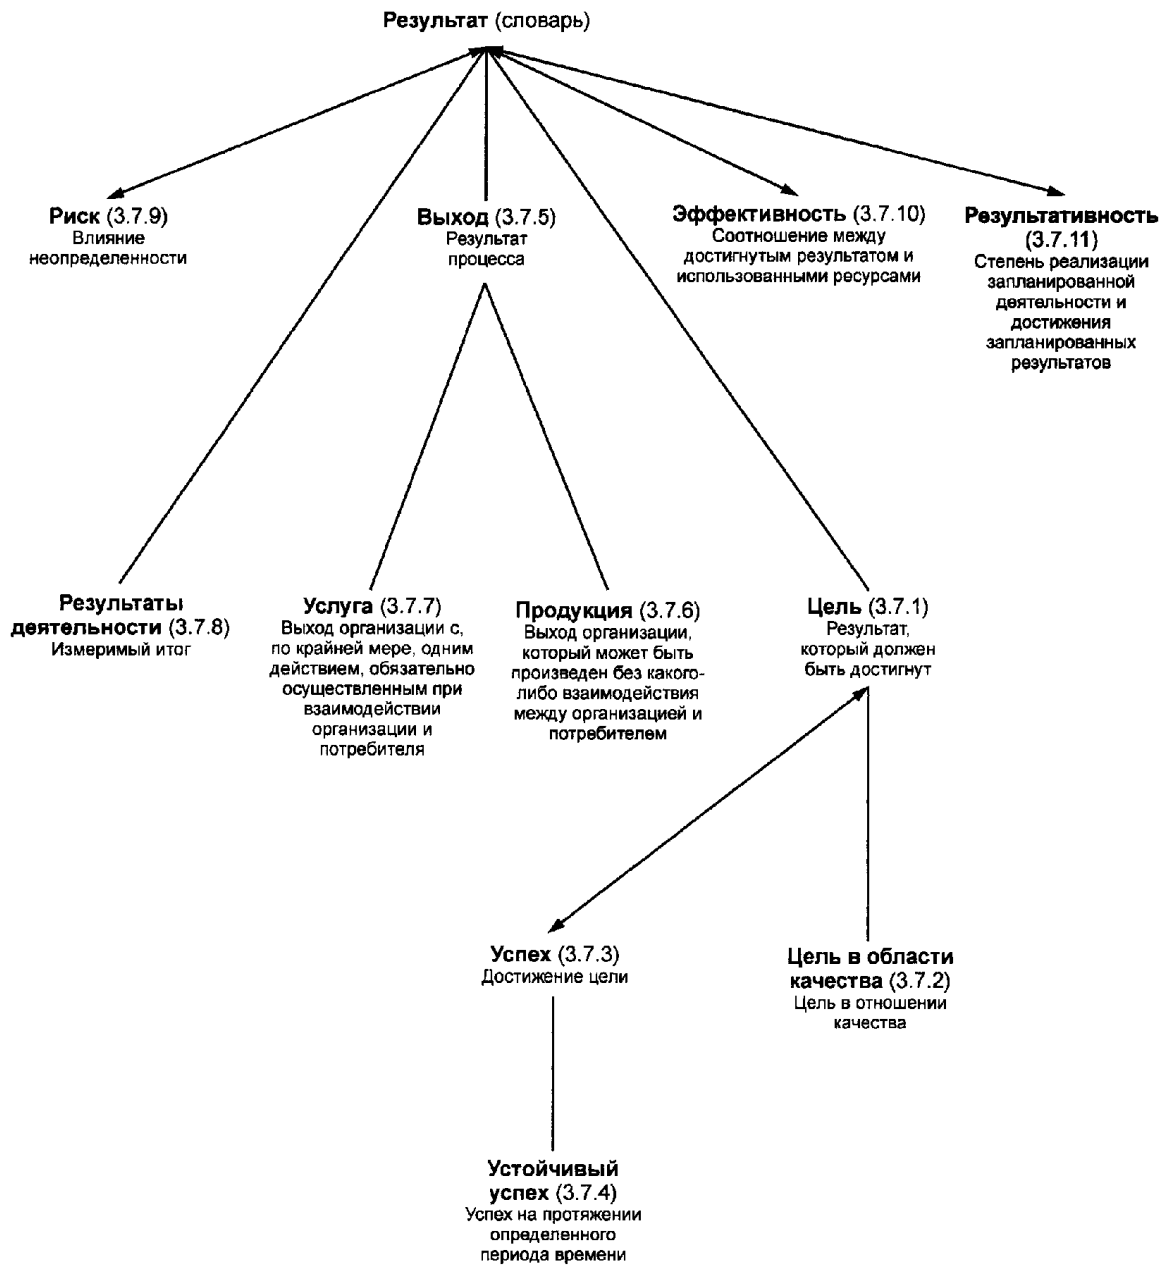 Результат (словарь)
Риск (3.7.9)
Влияние
неопределенности
Выход (3.7.5)
Результат
процесса
Эффективность (3.7.10)
Соотношение между
достигнутым результатом и
использованными ресурсами
Результативность
(3.7.11)
Степень реализации
запланированной
деятельности и
достижения
запланированных
результатов
Результаты
деятельности (3.7.8)
Измеримый итог
Услуга (3.7.7)
Выход организации с,
по крайней мере, одним
действием, обязательно
осуществленным при
взаимодействии
организации и
потребителя
Продукция (3.7.6)
Выход организации,
который может быть
произведен без какого-
либо взаимодействия
между организацией и
потребителем
Цель (3.7.1)
Результат,
который должен
быть достигнут
Успех (3.7.3)
Достижение цели
Цель в области
качества (3.7.2)
Цель в отношении
качества
Устойчивый
успех (3.7.4)
Успех на протяжении
определенного
периода времени